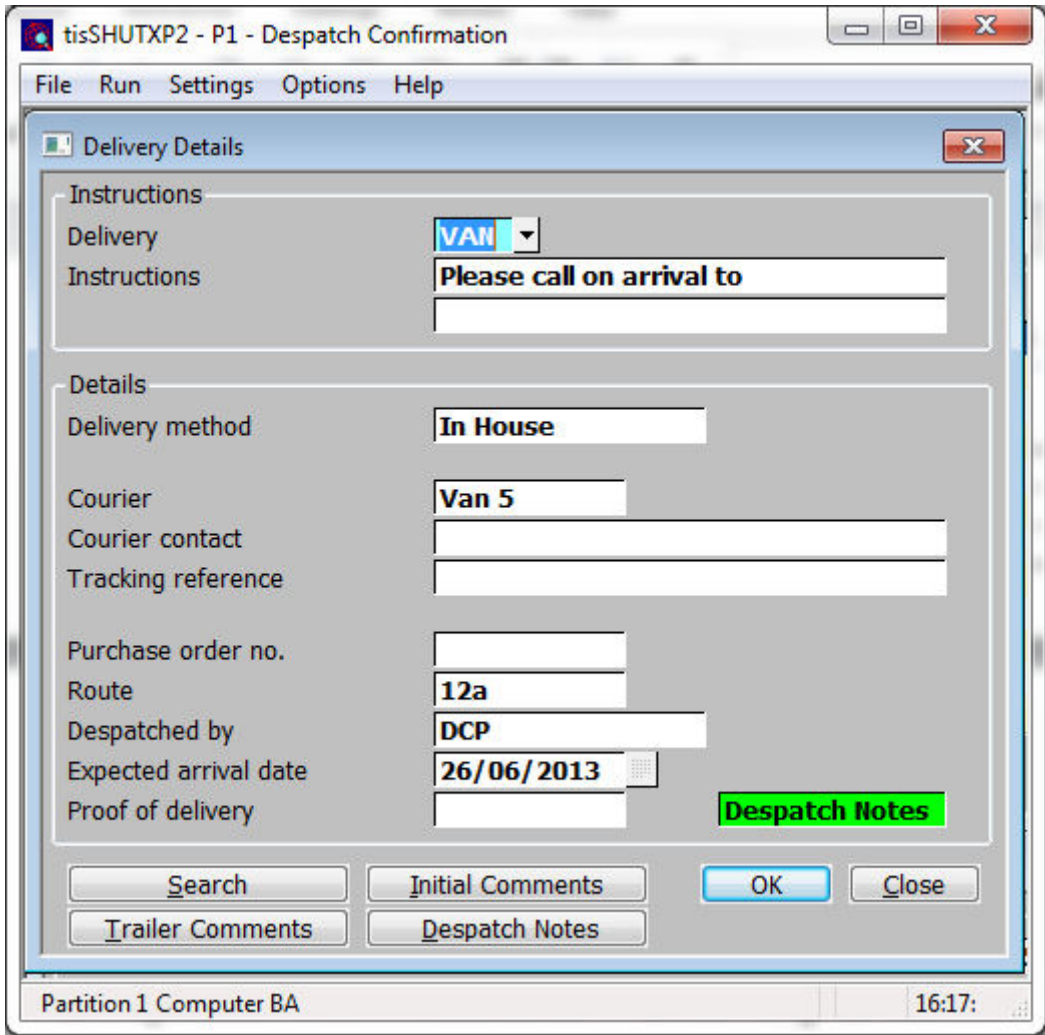 tisSHUTXP2 - P1 - Despatch Confirmation
File Run Settings Options Help
Delivery Details
Instructions
Delivery VAN
Instructions Please call on arrival to
Details
Delivery method In House
Courier Van 5
Courier contact
Tracking reference
Purchase order no.
Route 12a
Despatched by DCP
Expected arrival date 26/06/2013
Proof of delivery Despatch Notes
Search Initial Comments OK Close
Trailer Comments Despatch Notes
Partition 1 Computer BA 16:17: